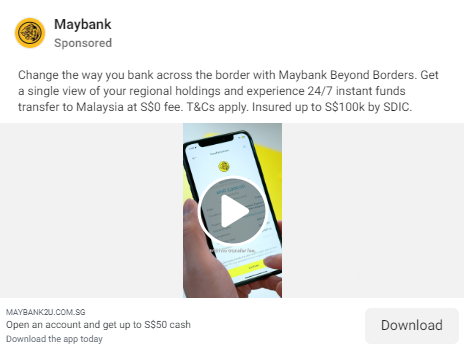 Maybank
Sponsored
Change the way you bank across the border with Maybank Beyond Borders. Get
a single view of your regional holdings and experience 24/7 instant funds
transfer to Malaysia at S$0 fee. T&Cs apply. Insured up to S$100k by SDIC.
transfer fee
MAYBANK2U.COM.SG
Open an account and get up to S$50 cash
Download the app today
Download